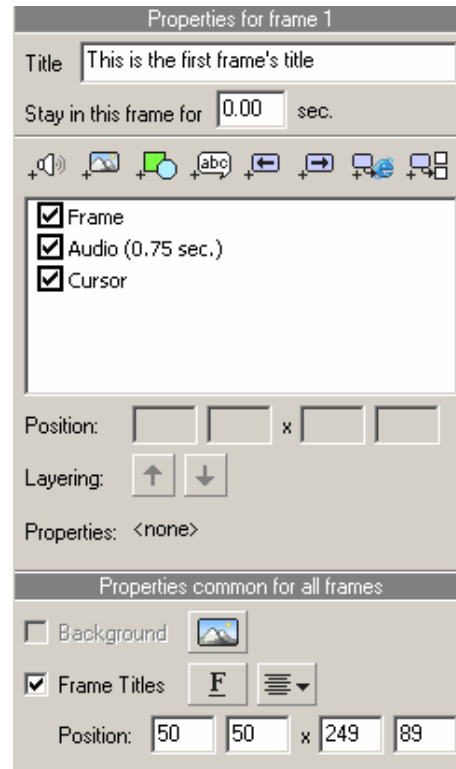 Properties for frame 1
Title This is the first frame's title
Stay in this frame for 0.00 sec.
abc
Frame
Audio (0.75 sec.)
Cursor
Position: x
Layering:
Properties: <none>
Properties common for all frames
Background
Frame Titles F
Position: 50 50 x 249 89